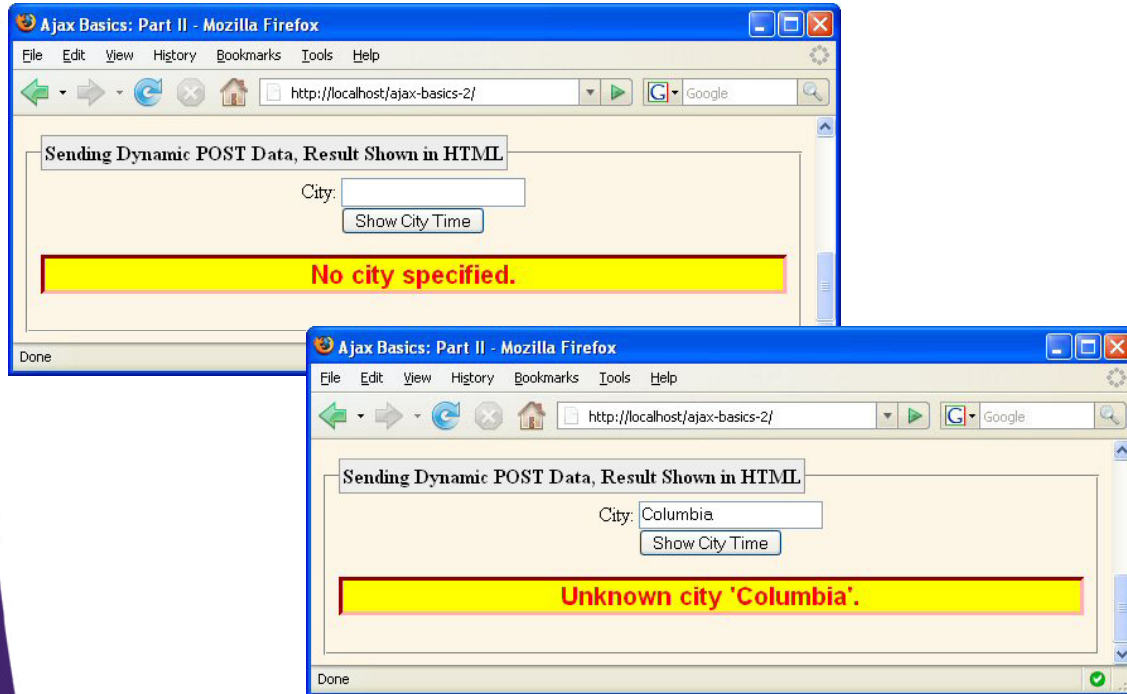 Ajax Basics: Part II - Mozilla Firefox
File Edit View History Bookmarks Tools Help
http://localhost/ajax-basics-2/ G Google
Sending Dynamic POST Data, Result Shown in HTML
City:
Show City Time
No city specified.
Done
Ajax Basics: Part II - Mozilla Firefox
File Edit View History Bookmarks Tools Help
http://localhost/ajax-basics-2/ G Google
Sending Dynamic POST Data, Result Shown in HTML
City: Columbia
Show City Time
Unknown city 'Columbia'.
Done